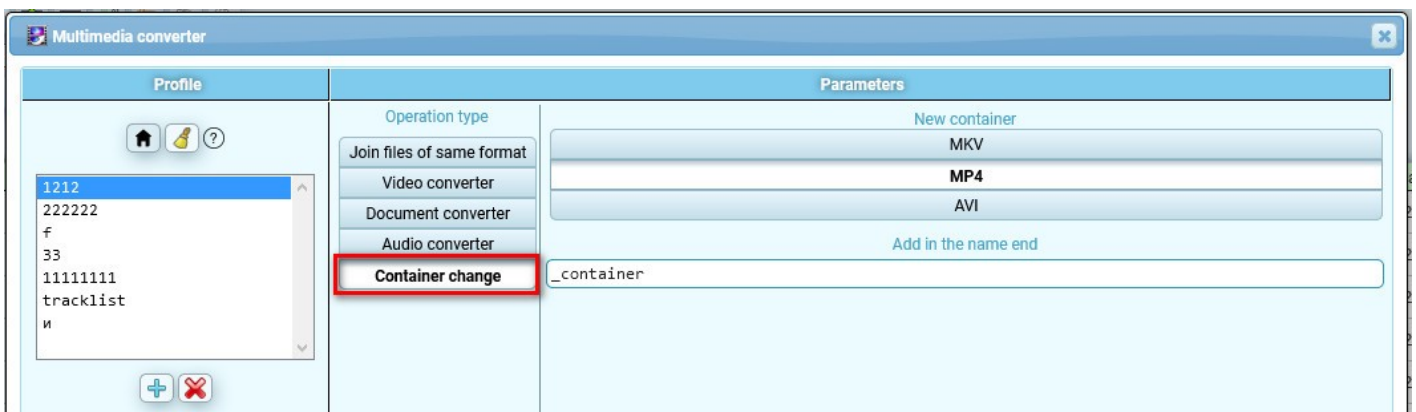 Multimedia converter
Profile
Parameters
?
1212
222222
f
33
11111111
tracklist
и
Operation type
Join files of same format
Video converter
Document converter
Audio converter
Container change
New container
MKV
MP4
AVI
Add in the name end
_container